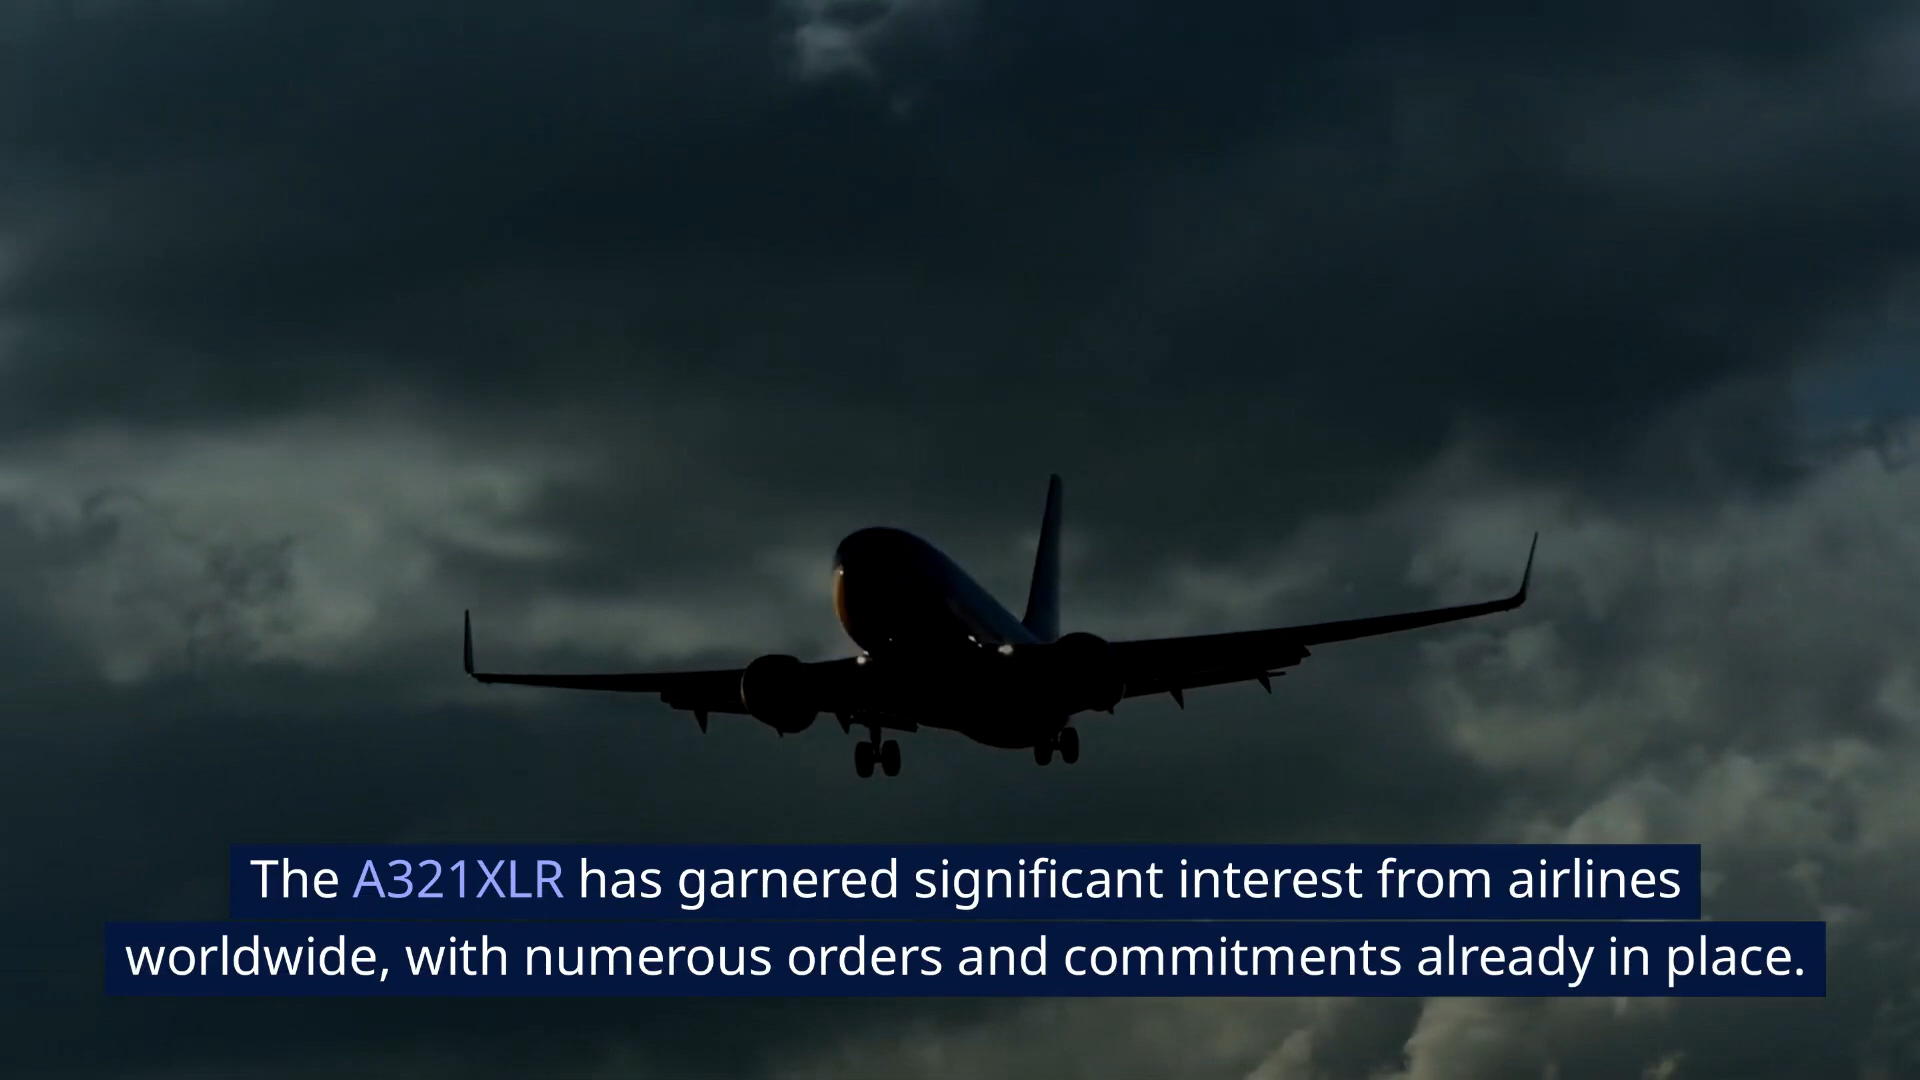 The A321XLR has garnered significant interest from airlines
worldwide, with numerous orders and commitments already in place.